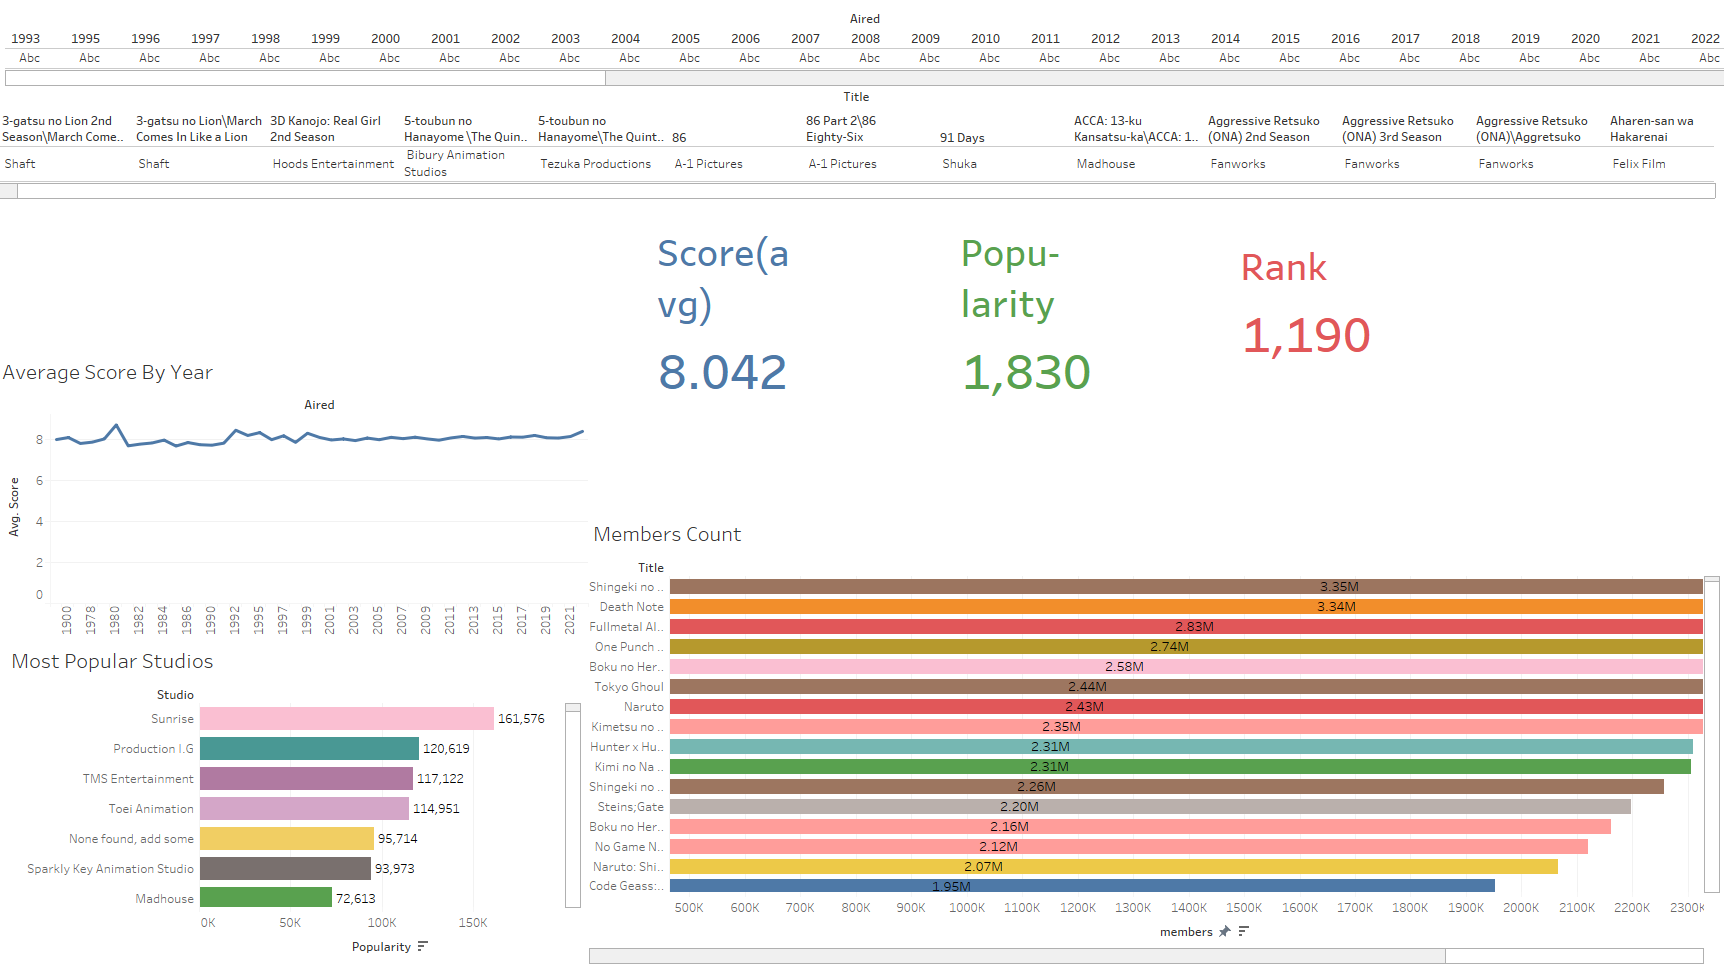 Aired
1993 1995 1996 1997 1998 1999 2000 2001 2002 2003 2004 2005 2006 2007 2008 2009 2010 2011 2012 2013 2014 2015 2016 2017 2018 2019 2020 2021 2022
Abc Abc Abc Abc Abc Abc Abc Abc Abc Abc Abc Abc Abc Abc Abc Abc Abc Abc Abc Abc Abc Abc Abc Abc Abc Abc Abc Abc Abc
Title
3-gatsu no Lion 2nd
Season\March Come..
3-gatsu no Lion\March
Comes In Like a Lion
3D Kanojo: Real Girl
2nd Season
5-toubun no
Hanayome \The Quin..
5-toubun no
Hanayome\The Quint..
86
86 Part 2\86
Eighty-Six
91 Days
ACCA: 13-ku
Kansatsu-ka\ACCA: 1..
Aggressive Retsuko
(ONA) 2nd Season
Aggressive Retsuko
(ONA) 3rd Season
Aggressive Retsuko
(ONA)\Aggretsuko
Aharen-san wa
Hakarenai
Shaft
Shaft
Hoods Entertainment
Bibury Animation
Studios
Tezuka Productions
A-1 Pictures
A-1 Pictures
Shuka
Madhouse
Fanworks
Fanworks
Fanworks
Felix Film
Score(a
vg)
8.042
Popu-
larity
1,830
Rank
1,190
Average Score By Year
Aired
Avg. Score
8
6
4
2
0
1900 1978 1980 1982 1984 1986 1990 1992 1995 1997 1999 2001 2003 2005 2007 2009 2011 2013 2015 2017 2019 2021
Most Popular Studios
Studio
Sunrise 161,576
Production I.G 120,619
TMS Entertainment 117,122
Toei Animation 114,951
None found, add some 95,714
Sparkly Key Animation Studio 93,973
Madhouse 72,613
0K 50K 100K 150K
Popularity
Members Count
Title
Shingeki no .. 3.35M
Death Note 3.34M
Fullmetal Al.. 2.83M
One Punch .. 2.74M
Boku no Her.. 2.58M
Tokyo Ghoul 2.44M
Naruto 2.43M
Kimetsu no .. 2.35M
Hunter x Hu.. 2.31M
Kimi no Na .. 2.31M
Shingeki no .. 2.26M
Steins;Gate 2.20M
Boku no Her.. 2.16M
No Game N.. 2.12M
Naruto: Shi.. 2.07M
Code Geass:.. 1.95M
500K 600K 700K 800K 900K 1000K 1100K 1200K 1300K 1400K 1500K 1600K 1700K 1800K 1900K 2000K 2100K 2200K 2300K
members